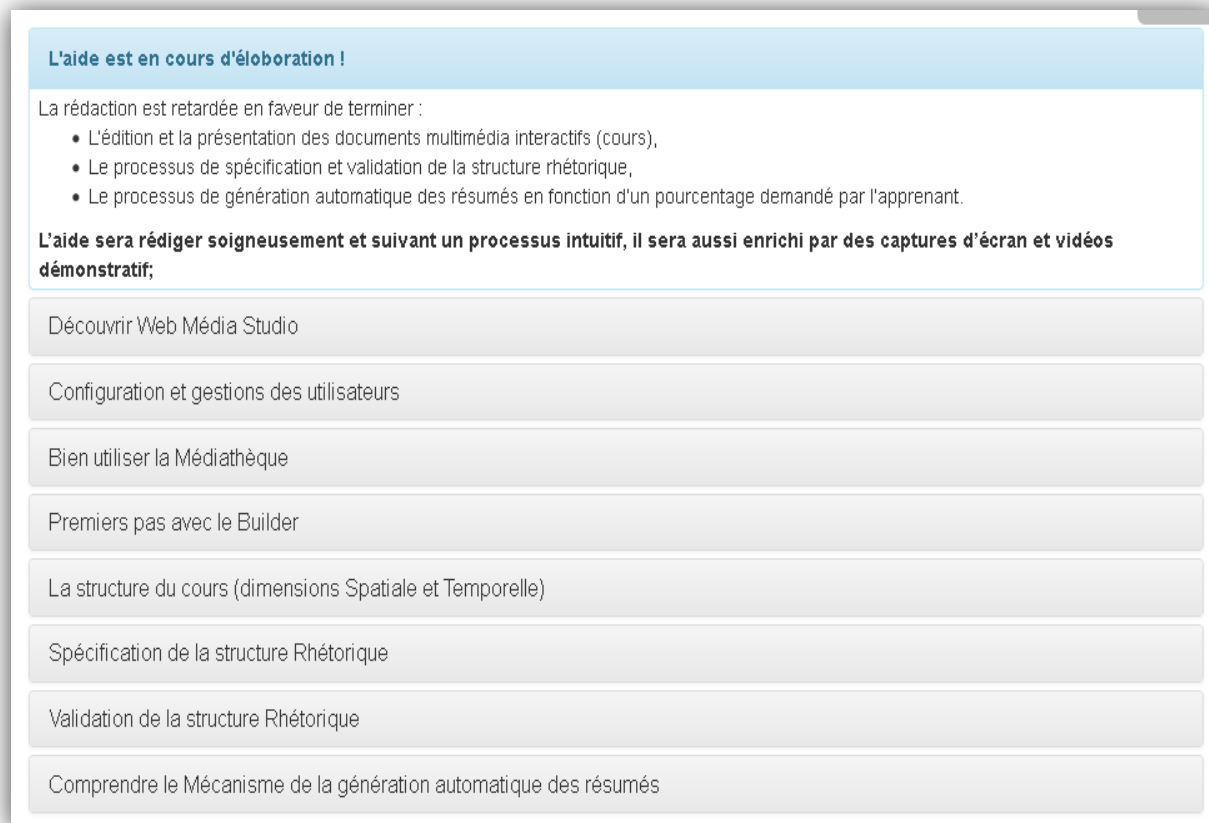 L'aide est en cours d'éloboration !
La rédaction est retardée en faveur de terminer :
• L'édition et la présentation des documents multimédia interactifs (cours),
• Le processus de spécification et validation de la structure rhétorique,
• Le processus de génération automatique des résumés en fonction d'un pourcentage demandé par l'apprenant.
L'aide sera rédiger soigneusement et suivant un processus intuitif, il sera aussi enrichi par des captures d'écran et vidéos
démonstratif;
Découvrir Web Média Studio
Configuration et gestions des utilisateurs
Bien utiliser la Médiathèque
Premiers pas avec le Builder
La structure du cours (dimensions Spatiale et Temporelle)
Spécification de la structure Rhétorique
Validation de la structure Rhétorique
Comprendre le Mécanisme de la génération automatique des résumés